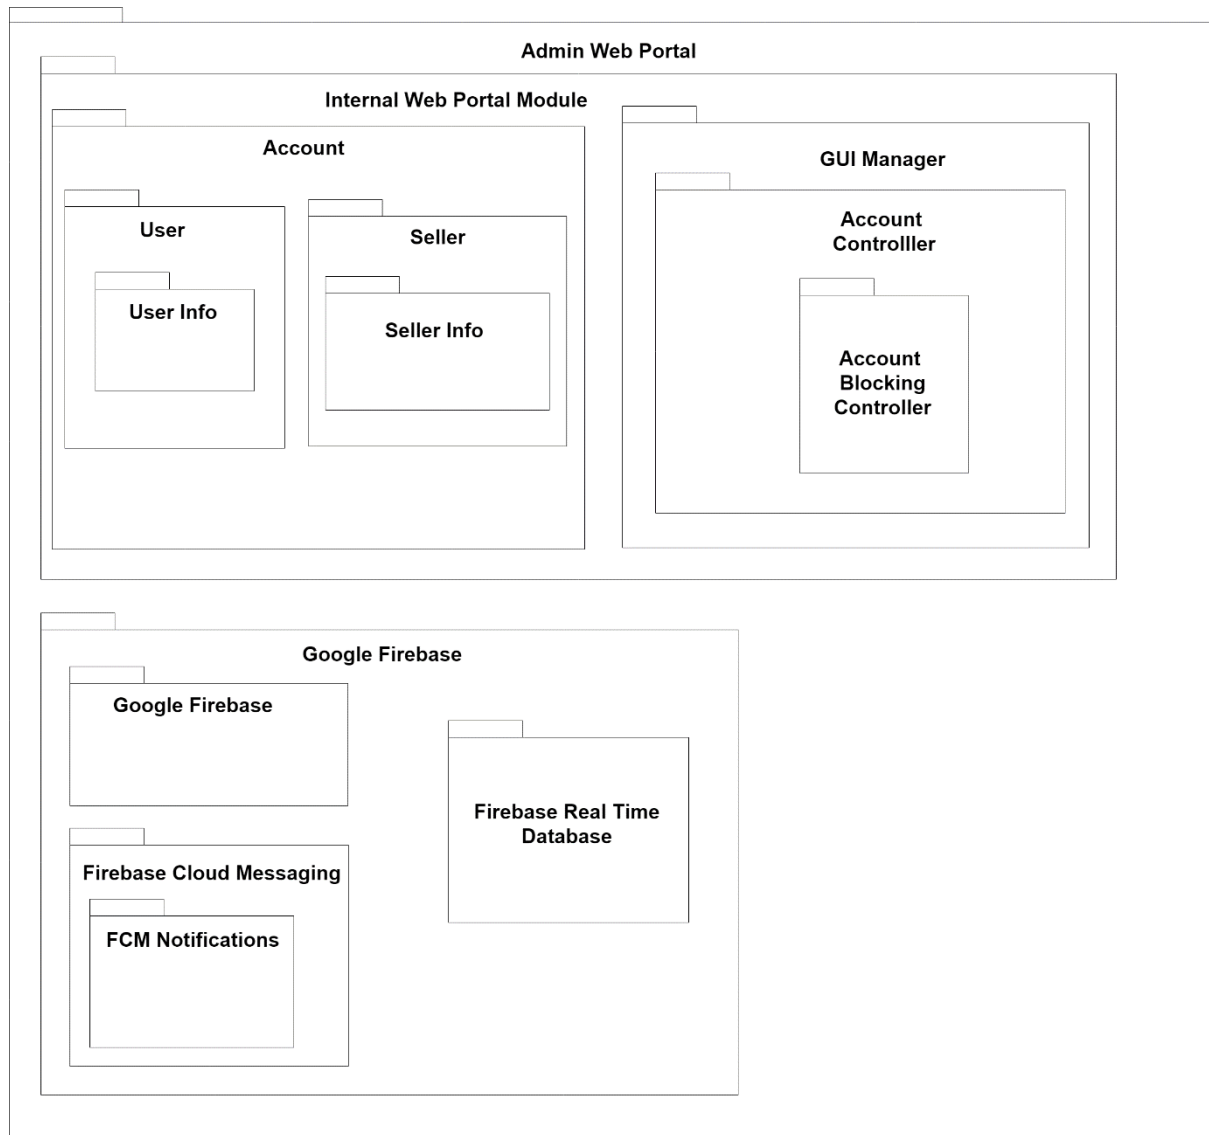 Admin Web Portal
Internal Web Portal Module
Account
GUI Manager
User
Seller
Account
Controlller
User Info
Seller Info
Account
Blocking
Controller
Google Firebase
Google Firebase
Firebase Real Time
Database
Firebase Cloud Messaging
FCM Notifications